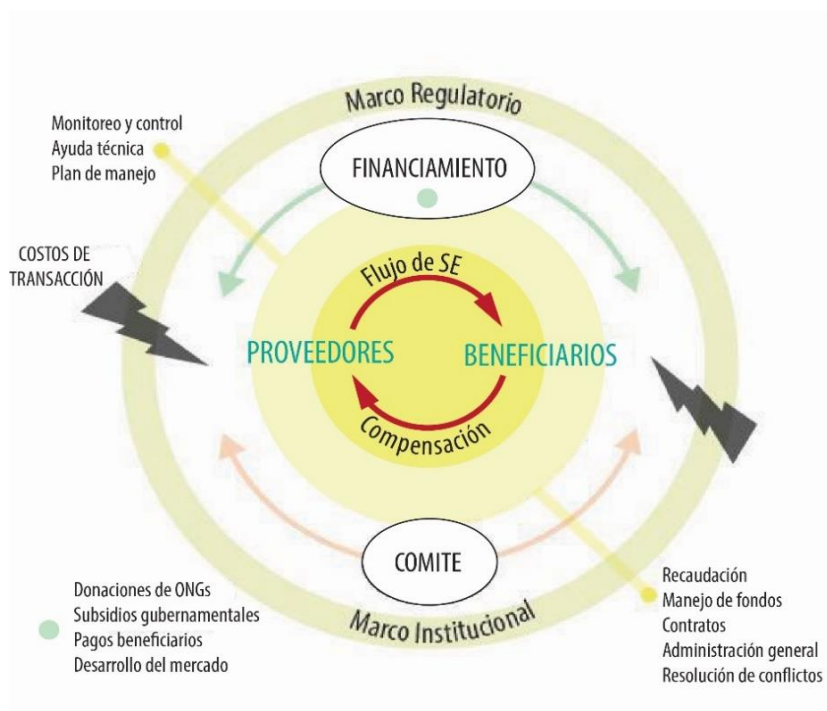 Marco Regulatorio
Monitoreo y control
Ayuda técnica
Plan de manejo
FINANCIAMIENTO
COSTOS DE
TRANSACCIÓN
Flujo de SE
PROVEEDORES
BENEFICIARIOS
Compensación
COMITE
Marco Institucional
Donaciones de ONGs
Subsidios gubernamentales
Pagos beneficiarios
Desarrollo del mercado
Recaudación
Manejo de fondos
Contratos
Administración general
Resolución de conflictos